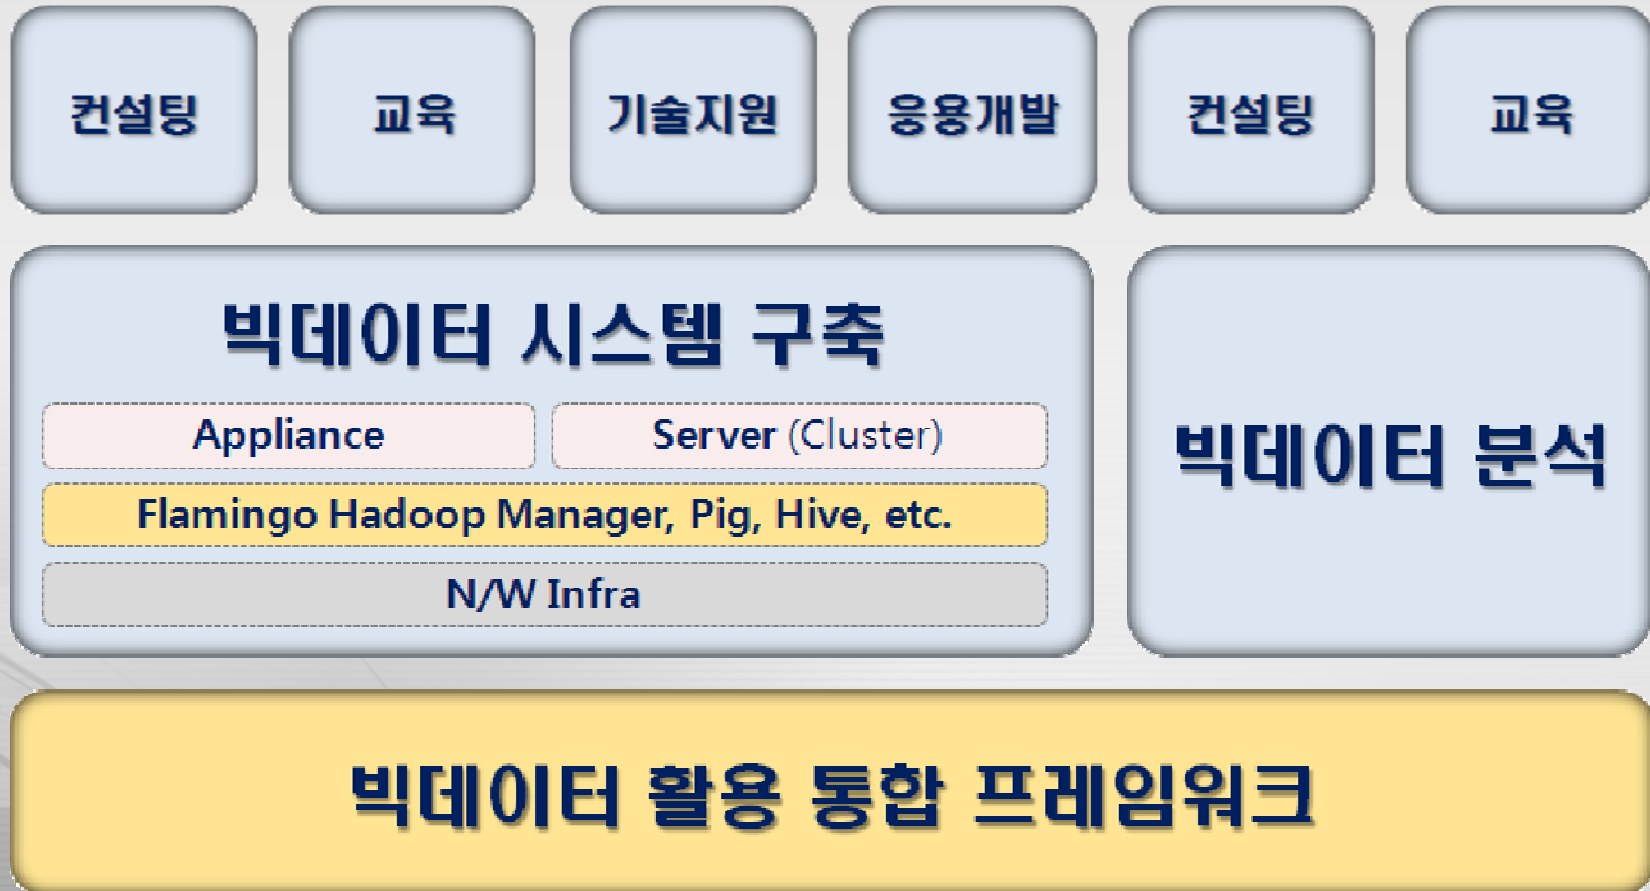 컨설팅
교육
기술지원
응용개발
컨설팅
교육
빅데이터 시스템 구축
Appliance
Server (Cluster)
Flamingo Hadoop Manager, Pig, Hive, etc.
N/W Infra
빅데이터 분석
빅데이터 활용 통합 프레임워크